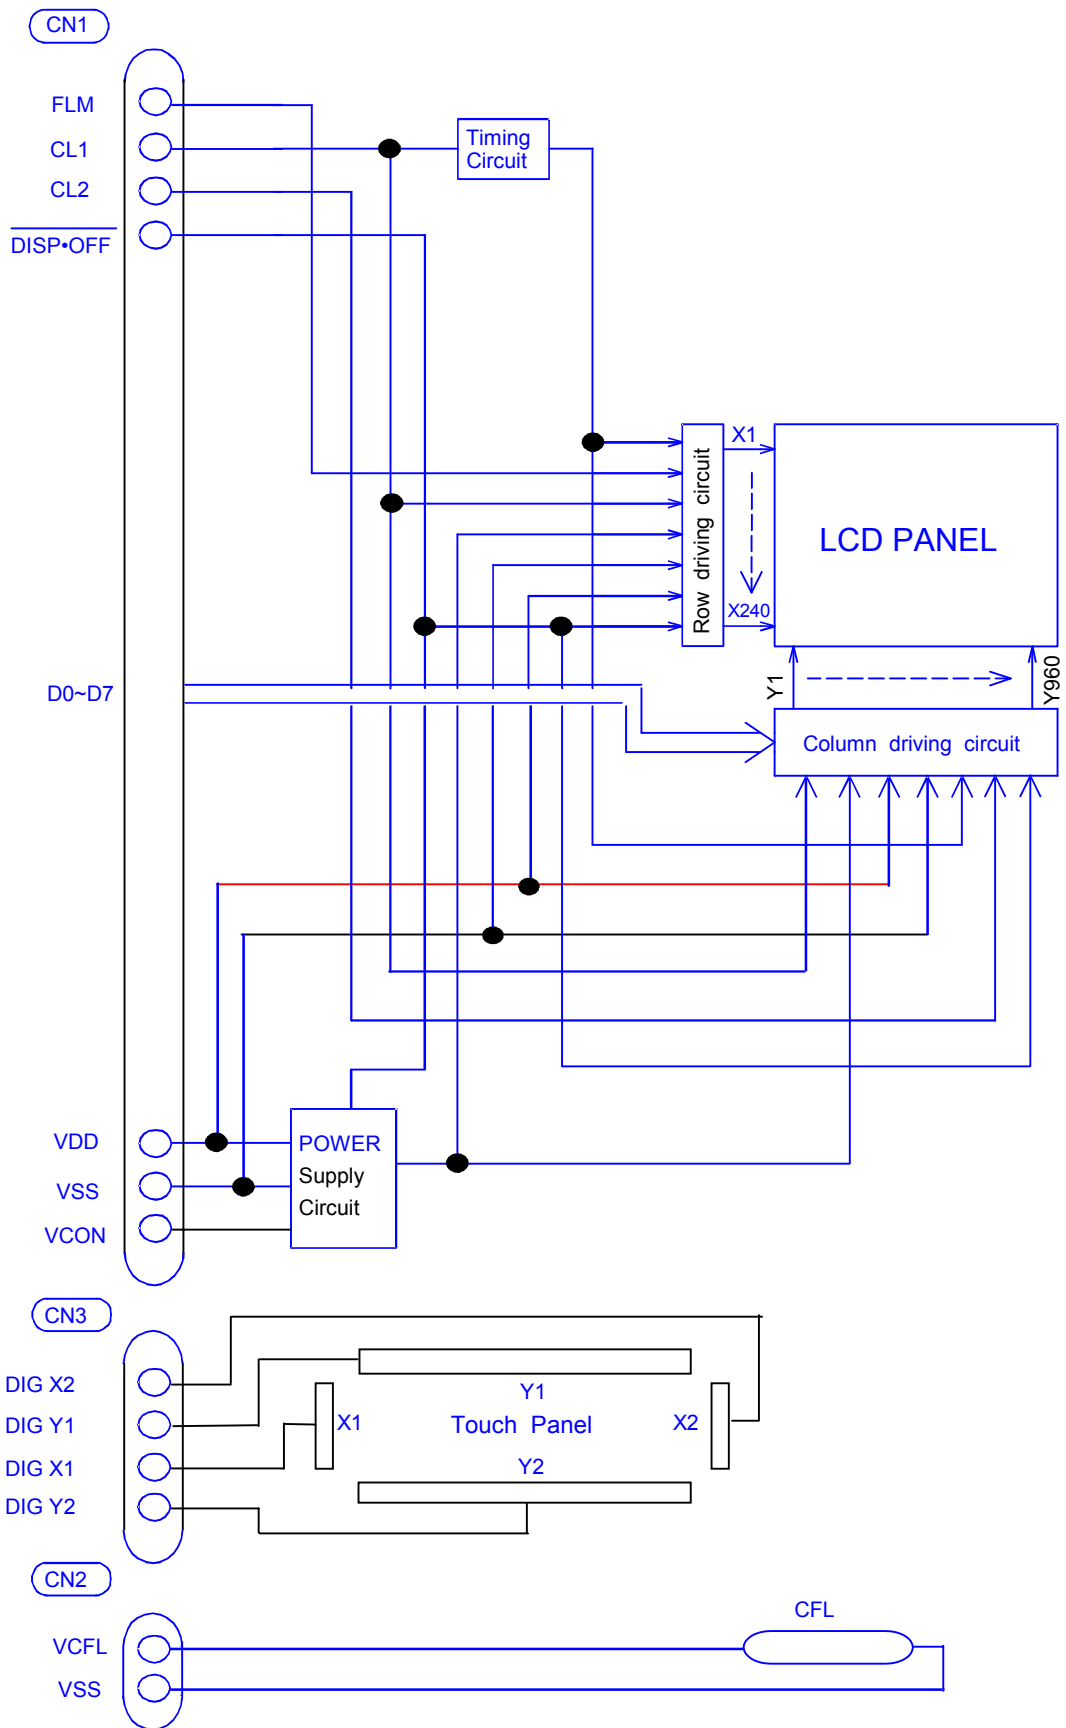 CN1
FLM
CL1
CL2
DISP•OFF
Timing
Circuit
Row driving circuit
X1
X240
LCD PANEL
D0~D7
Y1
Y960
Column driving circuit
VDD
VSS
VCON
POWER
Supply
Circuit
CN3
DIG X2
DIG Y1
DIG X1
DIG Y2
Y1
X1
Touch Panel
X2
Y2
CN2
CFL
VCFL
VSS